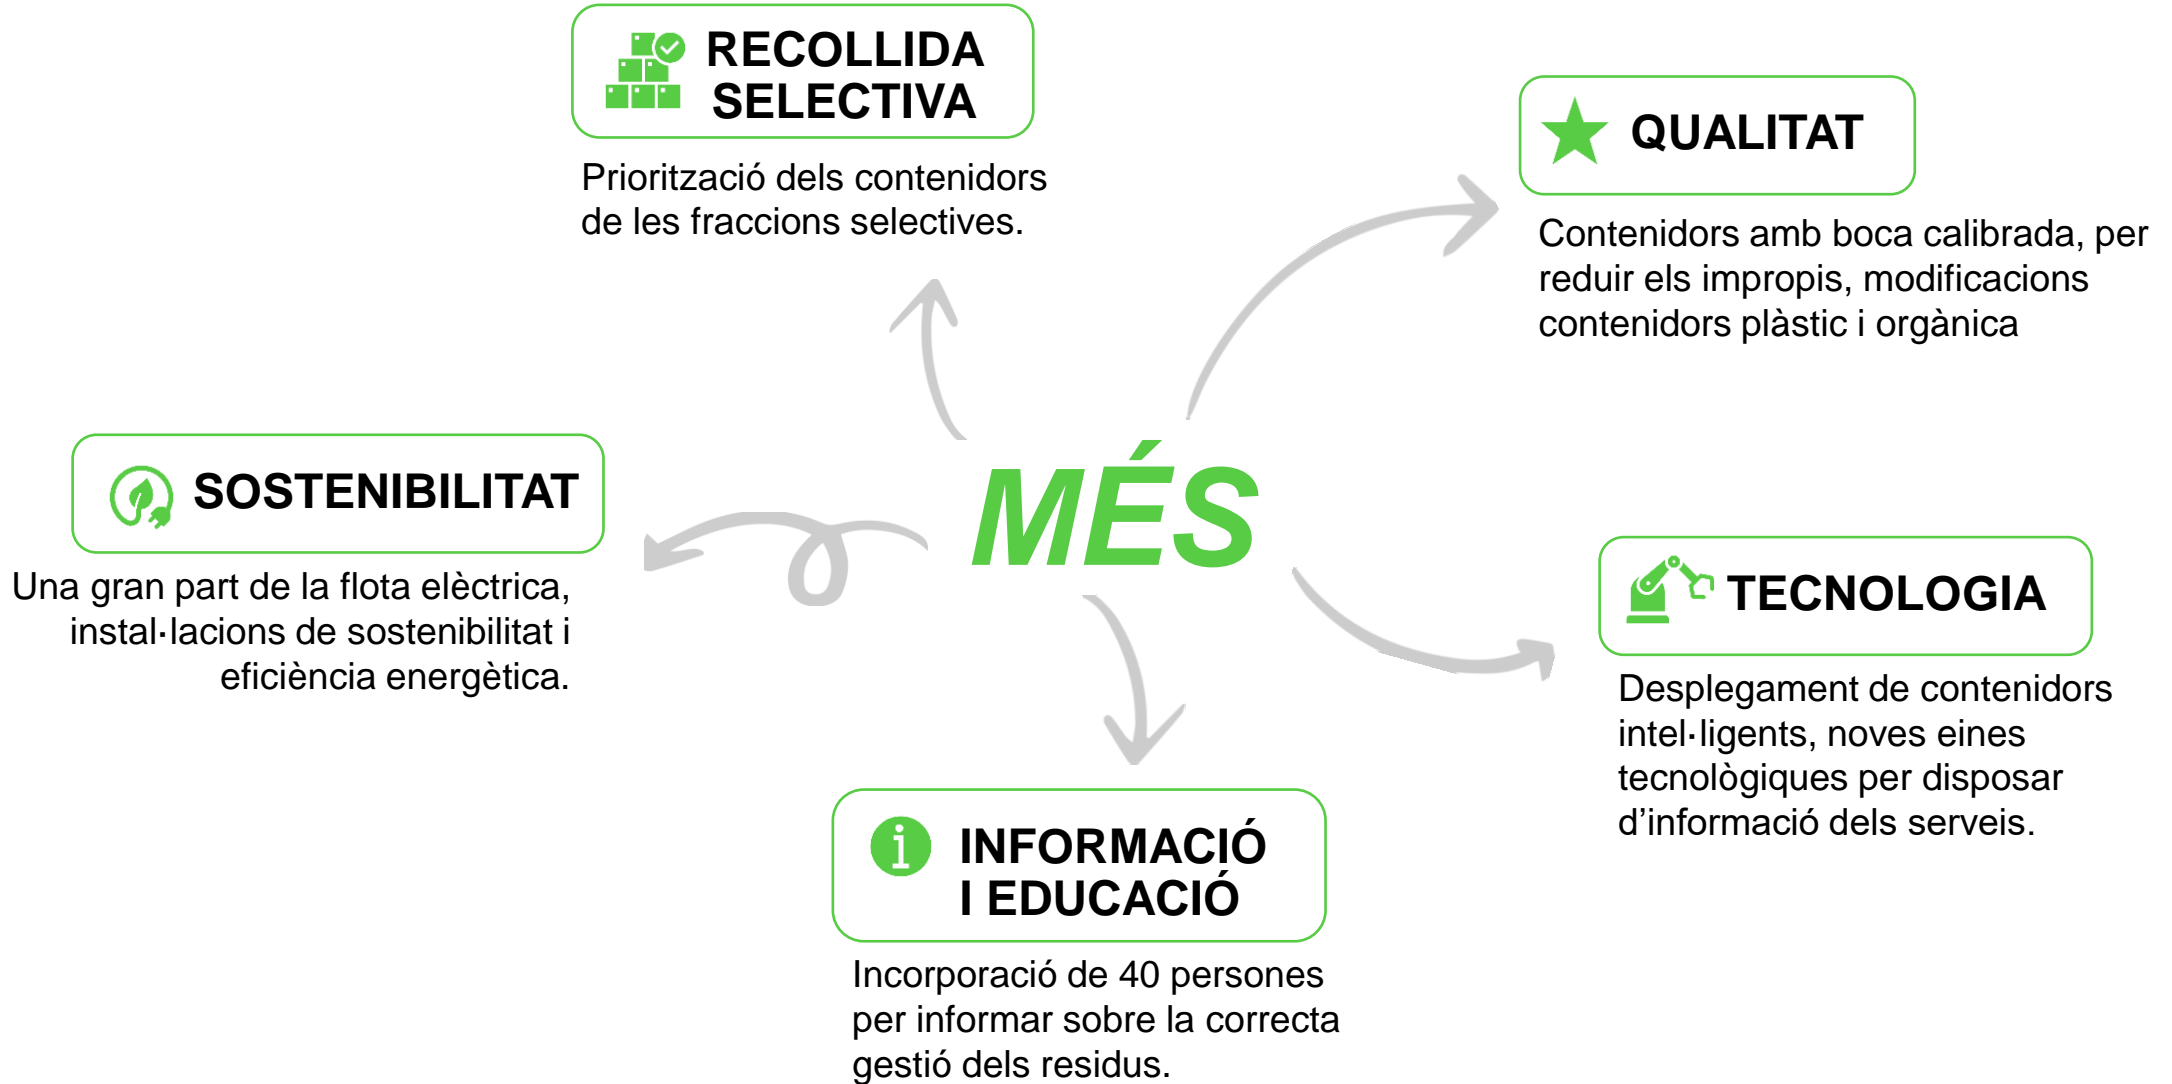 RECOLLIDA
SELECTIVA
Priorització dels contenidors
de les fraccions selectives.
QUALITAT
Contenidors amb boca calibrada, per
reduir els impropis, modificacions
contenidors plàstic i orgànica
MÉS
SOSTENIBILITAT
Una gran part de la flota elèctrica,
instal·lacions de sostenibilitat i
eficiència energètica.
TECNOLOGIA
Desplegament de contenidors
intel·ligents, noves eines
tecnològiques per disposar
d’informació dels serveis.
INFORMACIÓ
I EDUCACIÓ
Incorporació de 40 persones
per informar sobre la correcta
gestió dels residus.